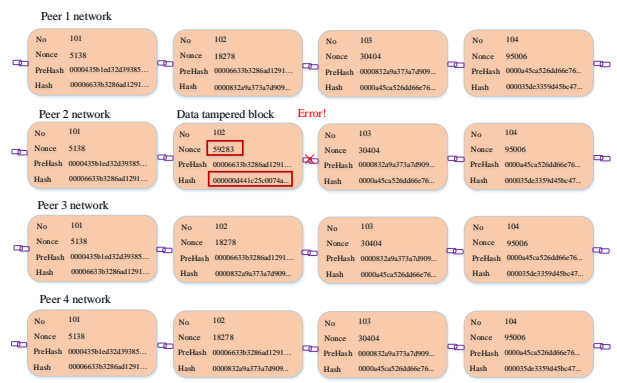 Peer 1 network
No 101
Nonce 5138
PreHash 0000435b1ed32d39385…
Hash 00006633b3286ad1291…
No 102
Nonce 18278
PreHash 00006633b3286ad1291…
Hash 0000832a9a373a7d909...
No 103
Nonce 30404
PreHash 0000832a9a373a7d909...
Hash 0000a45ca526dd66e76...
No 104
Nonce 95006
PreHash 0000a45ca526dd66e76...
Hash 000035de3359d45bc47...
Peer 2 network
Data tampered block
Error!
No 101
Nonce 5138
PreHash 0000435b1ed32d39385…
Hash 00006633b3286ad1291…
No 102
Nonce 59283
PreHash 00006633b3286ad1291…
Hash 000000d441c25c0074a...
No 103
Nonce 30404
PreHash 0000832a9a373a7d909...
Hash 0000a45ca526dd66e76...
No 104
Nonce 95006
PreHash 0000a45ca526dd66e76...
Hash 000035de3359d45bc47...
Peer 3 network
No 101
Nonce 5138
PreHash 0000435b1ed32d39385…
Hash 00006633b3286ad1291…
No 102
Nonce 18278
PreHash 00006633b3286ad1291…
Hash 0000832a9a373a7d909...
No 103
Nonce 30404
PreHash 0000832a9a373a7d909...
Hash 0000a45ca526dd66e76...
No 104
Nonce 95006
PreHash 0000a45ca526dd66e76...
Hash 000035de3359d45bc47...
Peer 4 network
No 101
Nonce 5138
PreHash 0000435b1ed32d39385…
Hash 00006633b3286ad1291…
No 102
Nonce 18278
PreHash 00006633b3286ad1291…
Hash 0000832a9a373a7d909...
No 103
Nonce 30404
PreHash 0000832a9a373a7d909...
Hash 0000a45ca526dd66e76...
No 104
Nonce 95006
PreHash 0000a45ca526dd66e76...
Hash 000035de3359d45bc47...